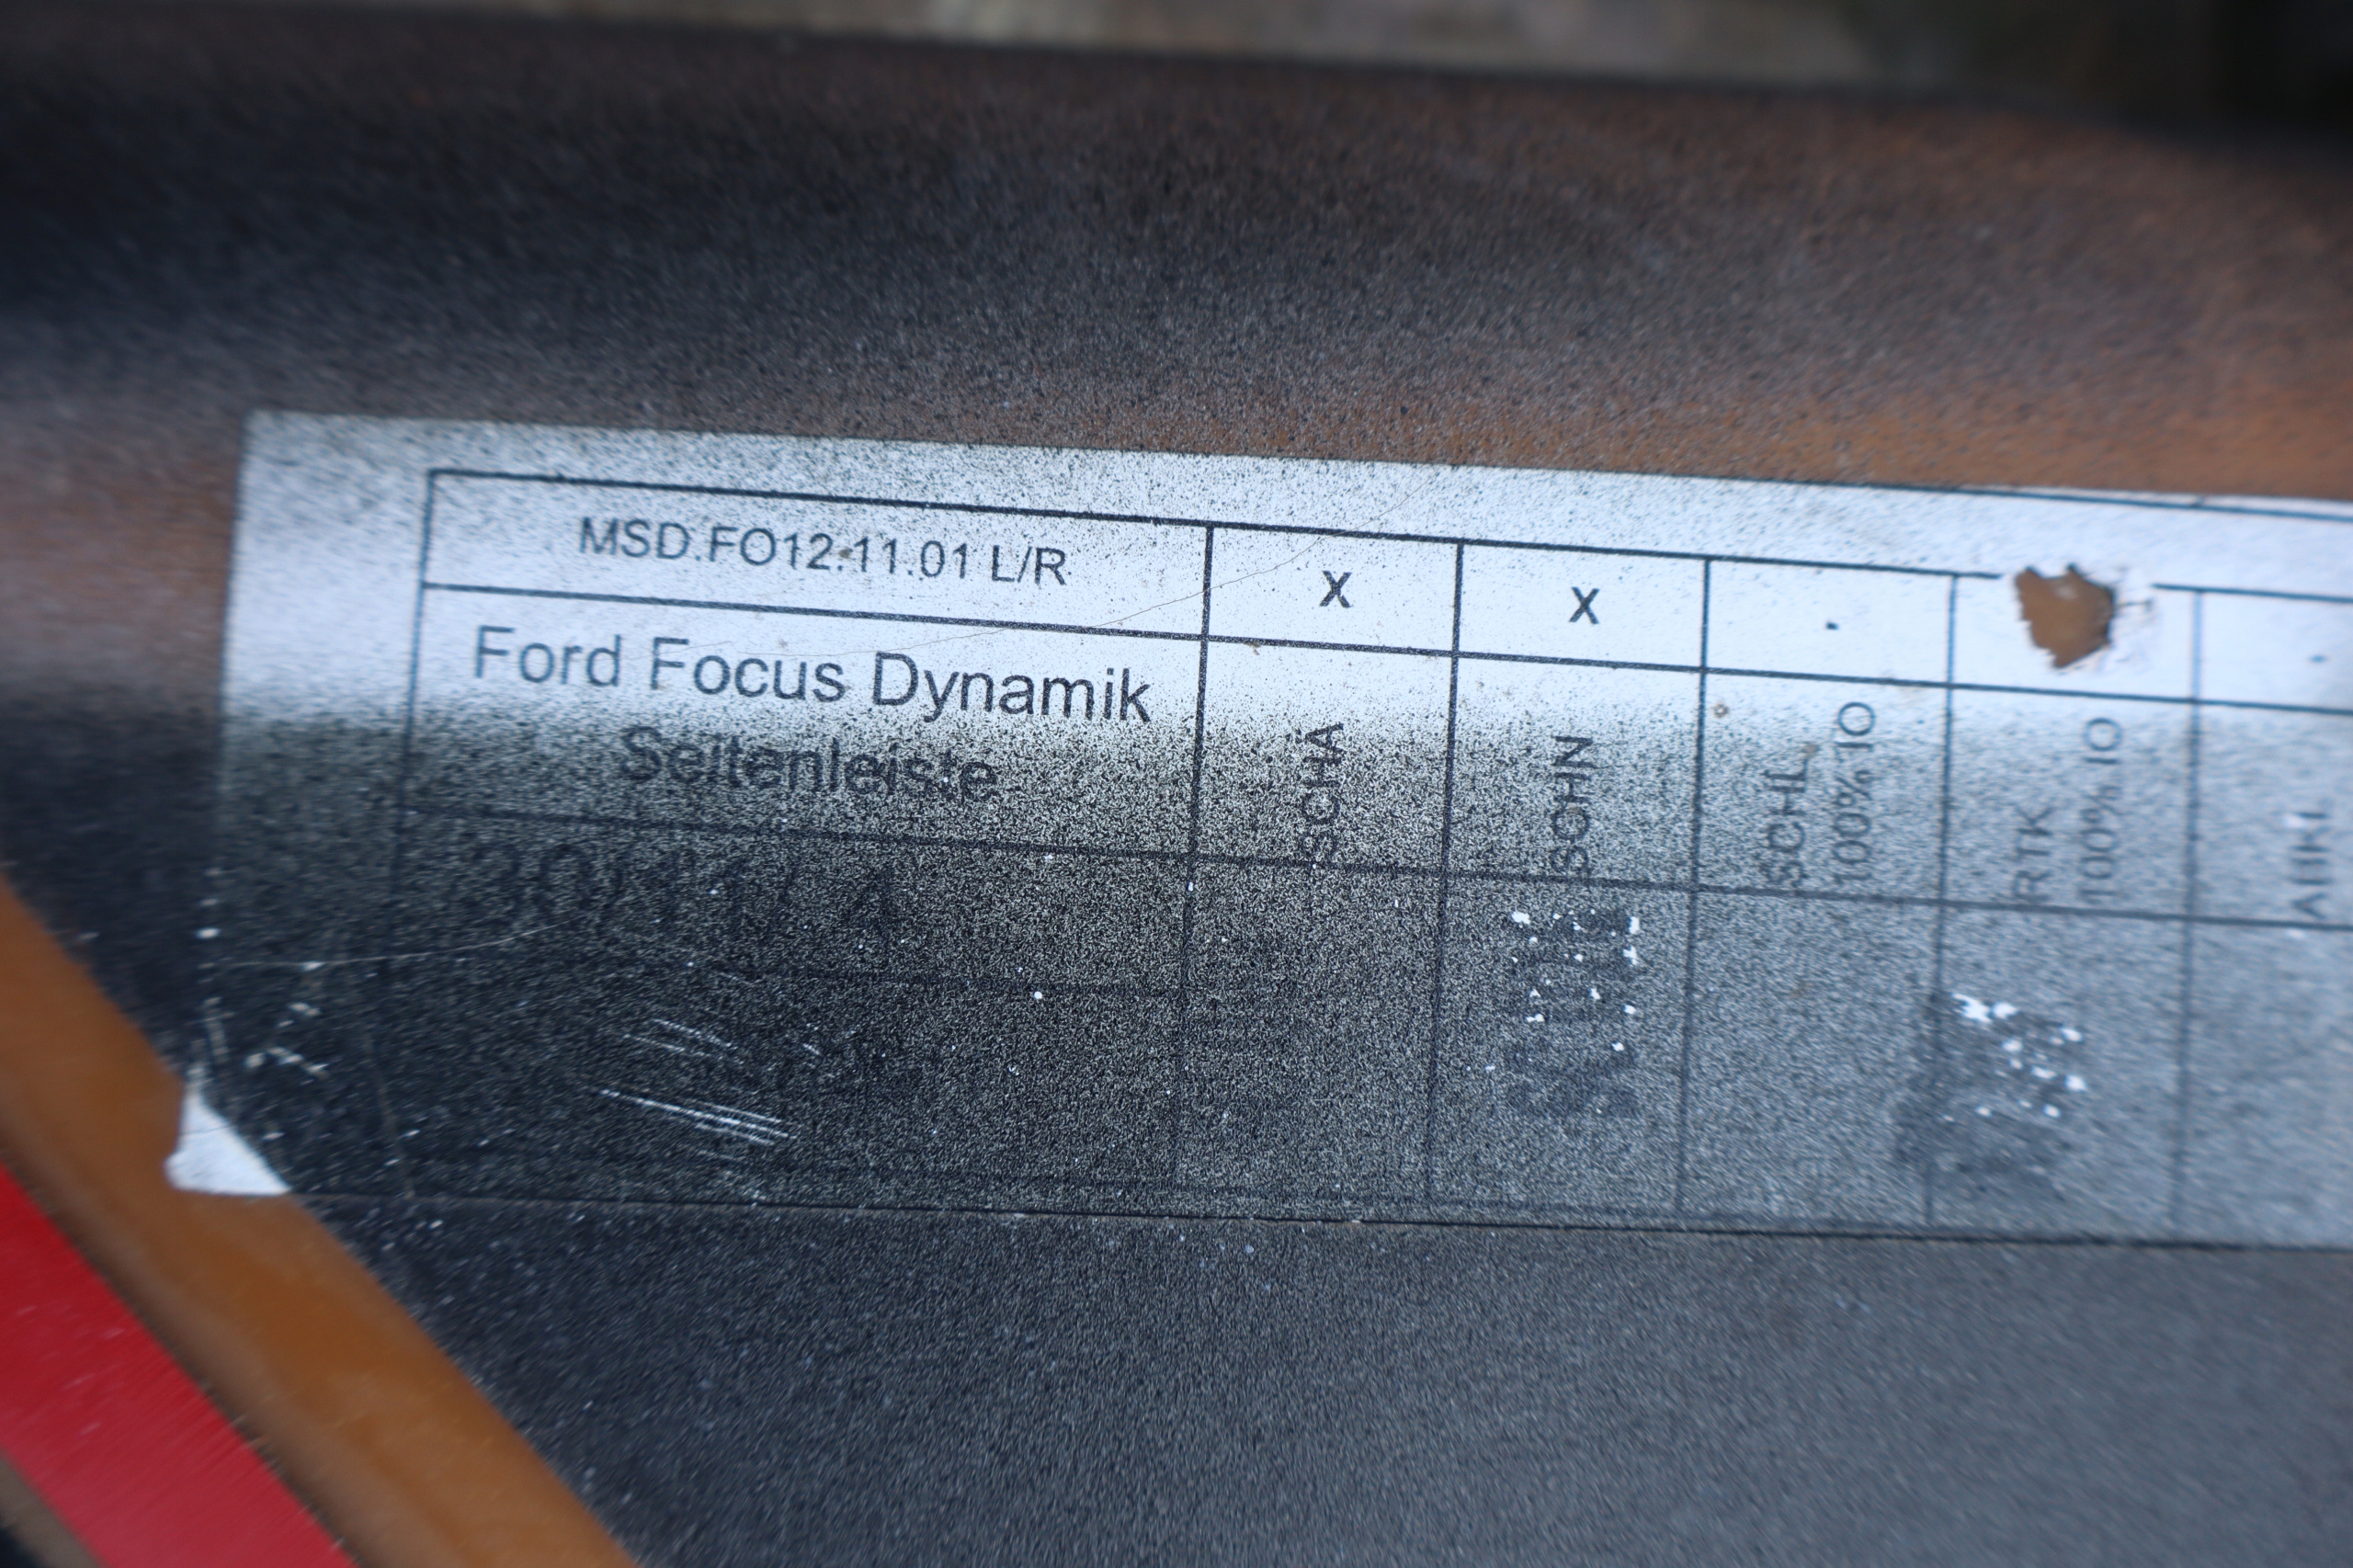 MSD.FO12.11.01 L/R
X
X
-
Ford Focus Dynamik
Seitenleiste
SCHÄ
SOHN
SCHL
100% IO
RTK
100% IO